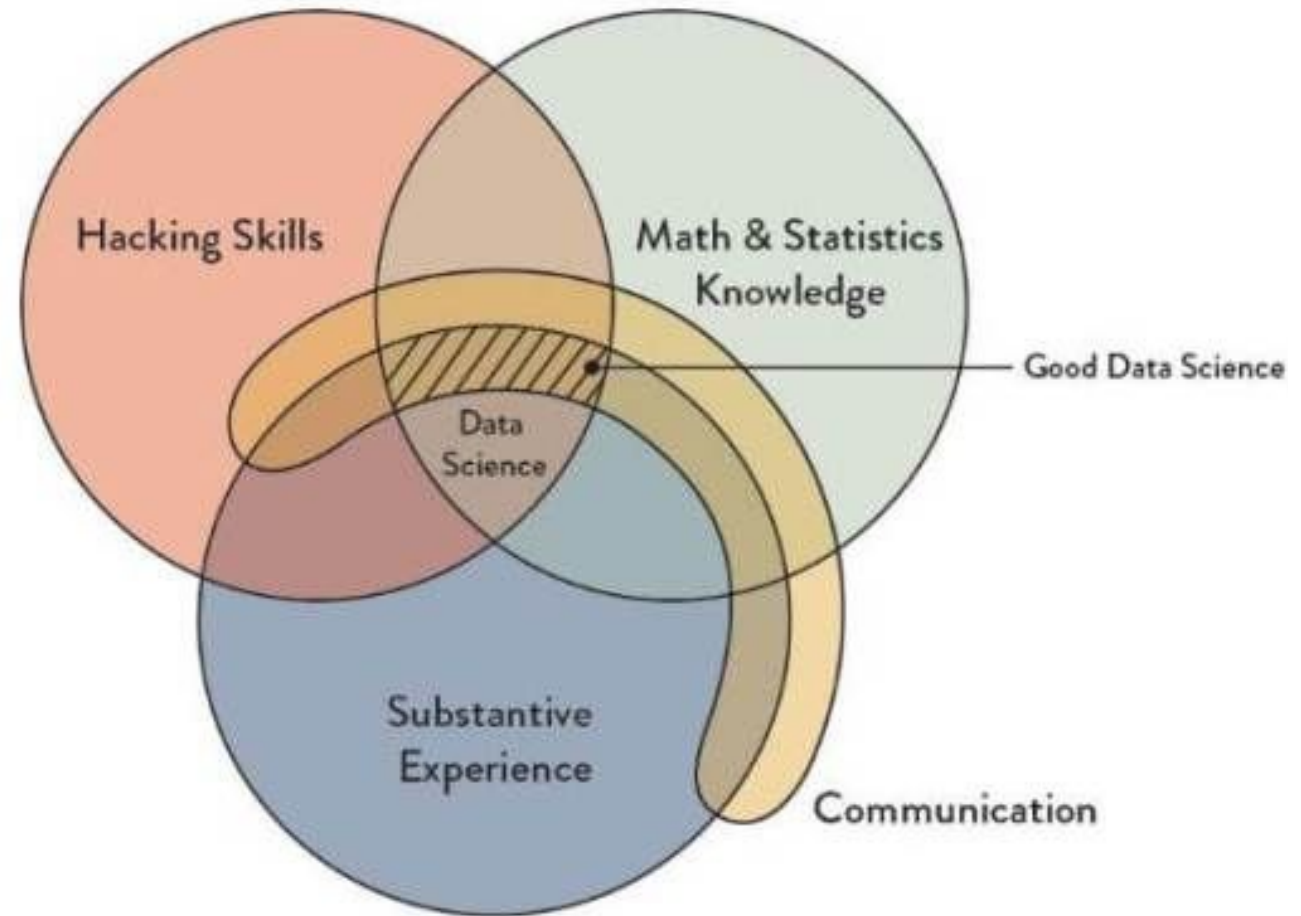 Hacking Skills
Math & Statistics
Knowledge
Good Data Science
Data
Science
Substantive
Experience
Communication